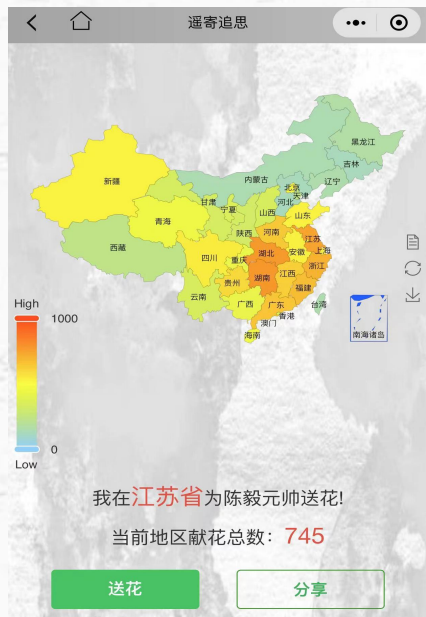 遥寄追思
黑龙江
吉林
新疆
内蒙古
辽宁
北京
甘肃
天津
河北
宁夏
山西
山东
青海
陕西
河南
江苏
西藏
湖北
安徽
上海
四川
重庆
浙江
湖南
江西
贵州
福建
云南
广西
广东
台湾
High
香港
澳门
1000
海南
南海诸岛
0
Low
我在江苏省为陈毅元帅送花!
当前地区献花总数：745
送花
分享